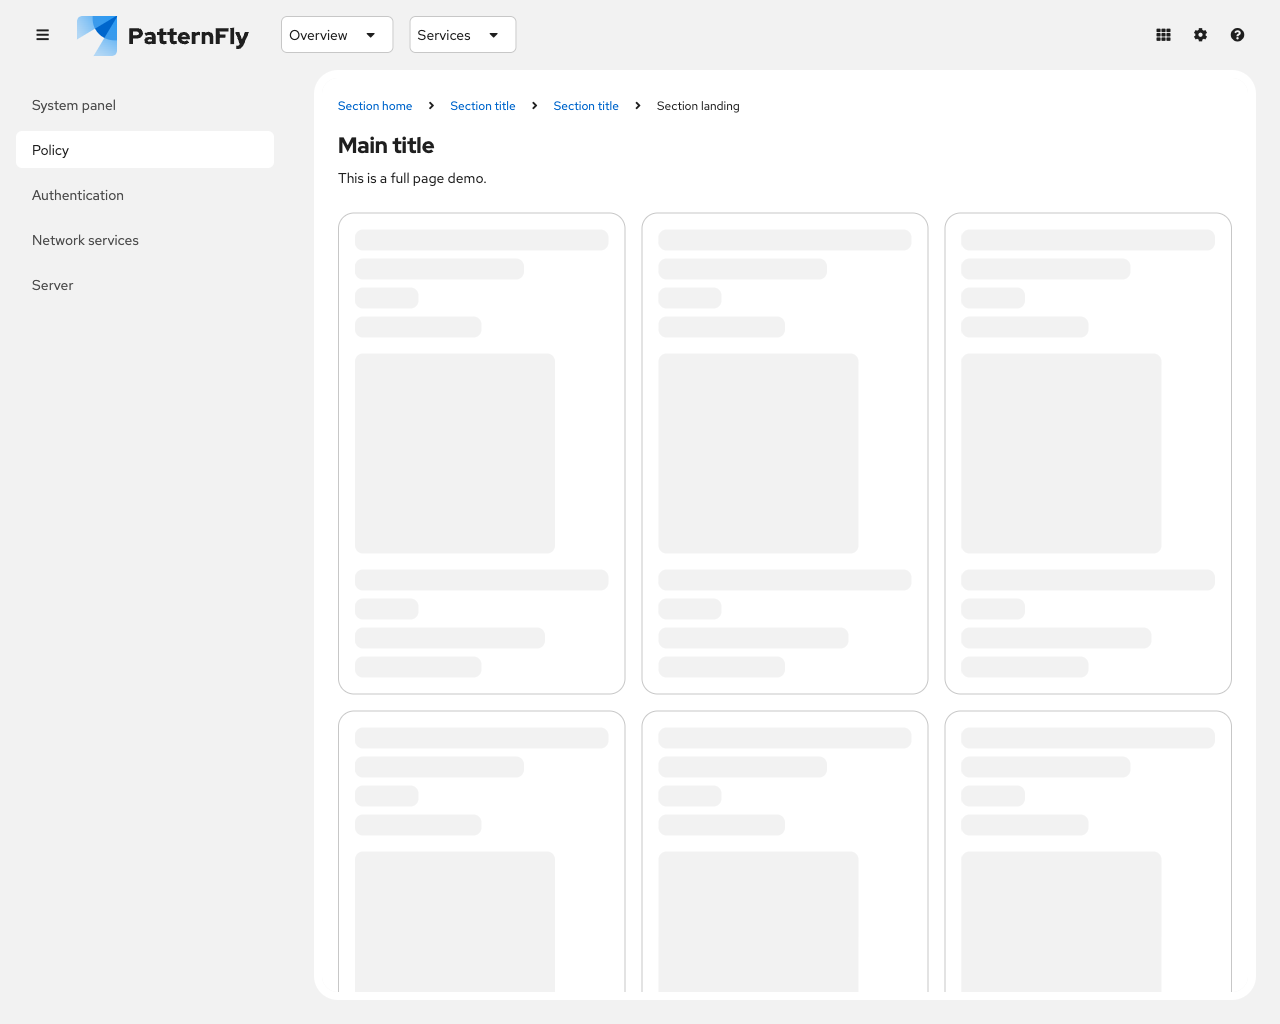 PatternFly
Overview
Services
System panel
Policy
Authentication
Network services
Server
Section home
Section title
Section title
Section landing
Main title
This is a full page demo.